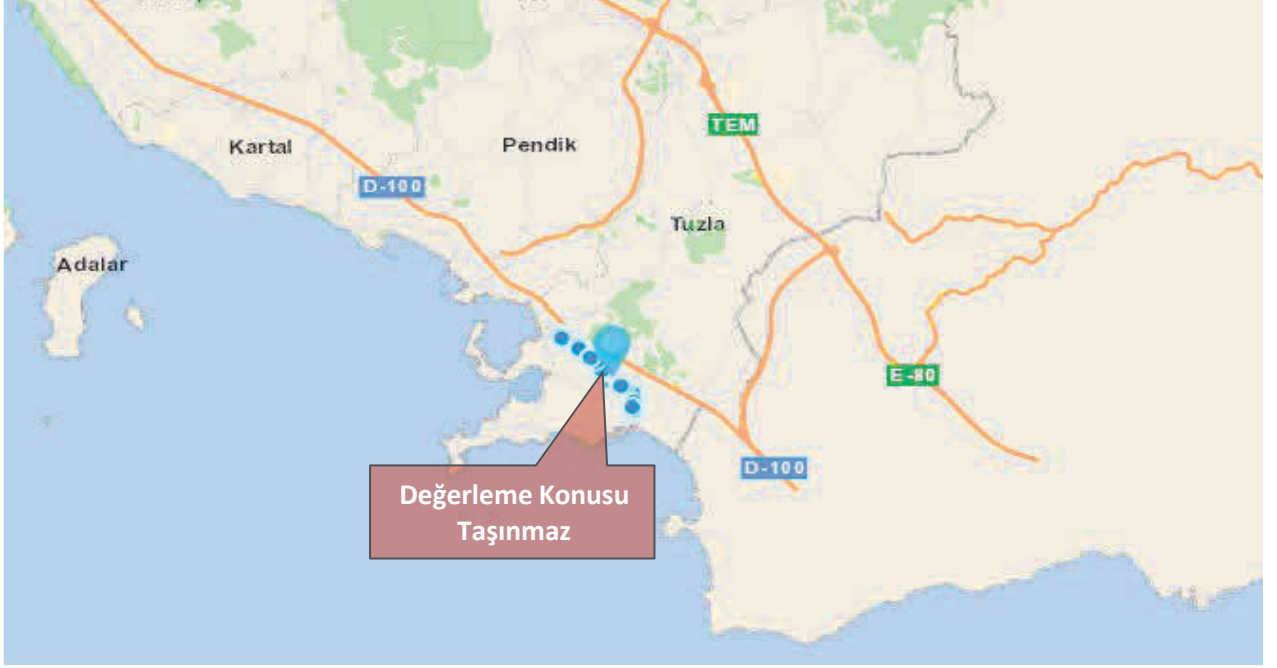 TEM
Kartal
Pendik
D-100
Tuzla
Adalar
E-80
D-100
Değerleme Konusu
Taşınmaz